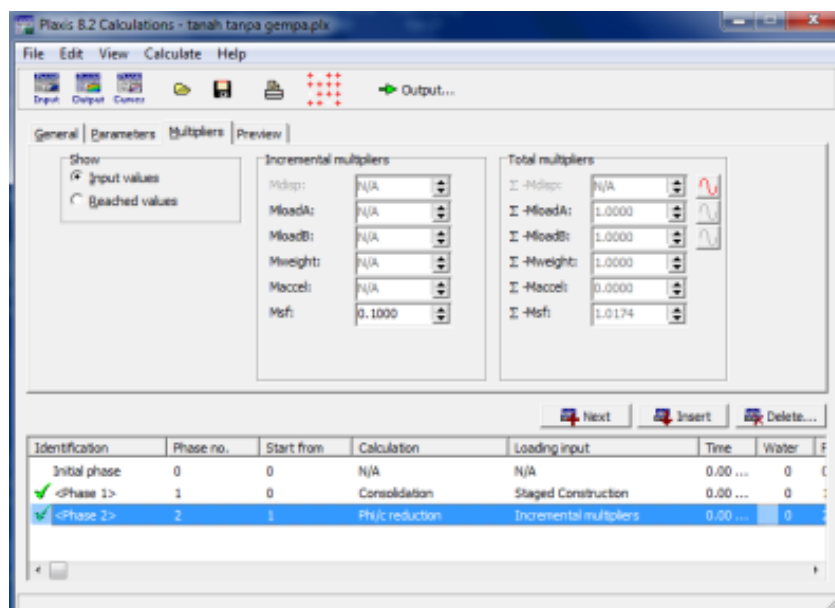 Plaxis 8.2 Calculations - tanah tanpa gempa.plx
File Edit View Calculate Help
Input Output Curves Output...
General Parameters Multipliers Preview
Show
Input values
Reached values
Incremental multipliers
Mdisp: N/A
MloadA: N/A
MloadB: N/A
Mweight: N/A
Maccel: N/A
Msf: 0.1000
Total multipliers
Σ -Mdisp: N/A
Σ -MloadA: 1.0000
Σ -MloadB: 1.0000
Σ -Mweight: 1.0000
Σ -Maccel: 0.0000
Σ -Msf: 1.0174
Next Insert Delete...
Identification Phase no. Start from Calculation Loading input Time Water F
Initial phase 0 0 N/A N/A 0.00 ... 0
<Phase 1> 1 0 Consolidation Staged Construction 0.00 ... 0
<Phase 2> 2 1 Phi/c reduction Incremental multipliers 0.00 ... 0